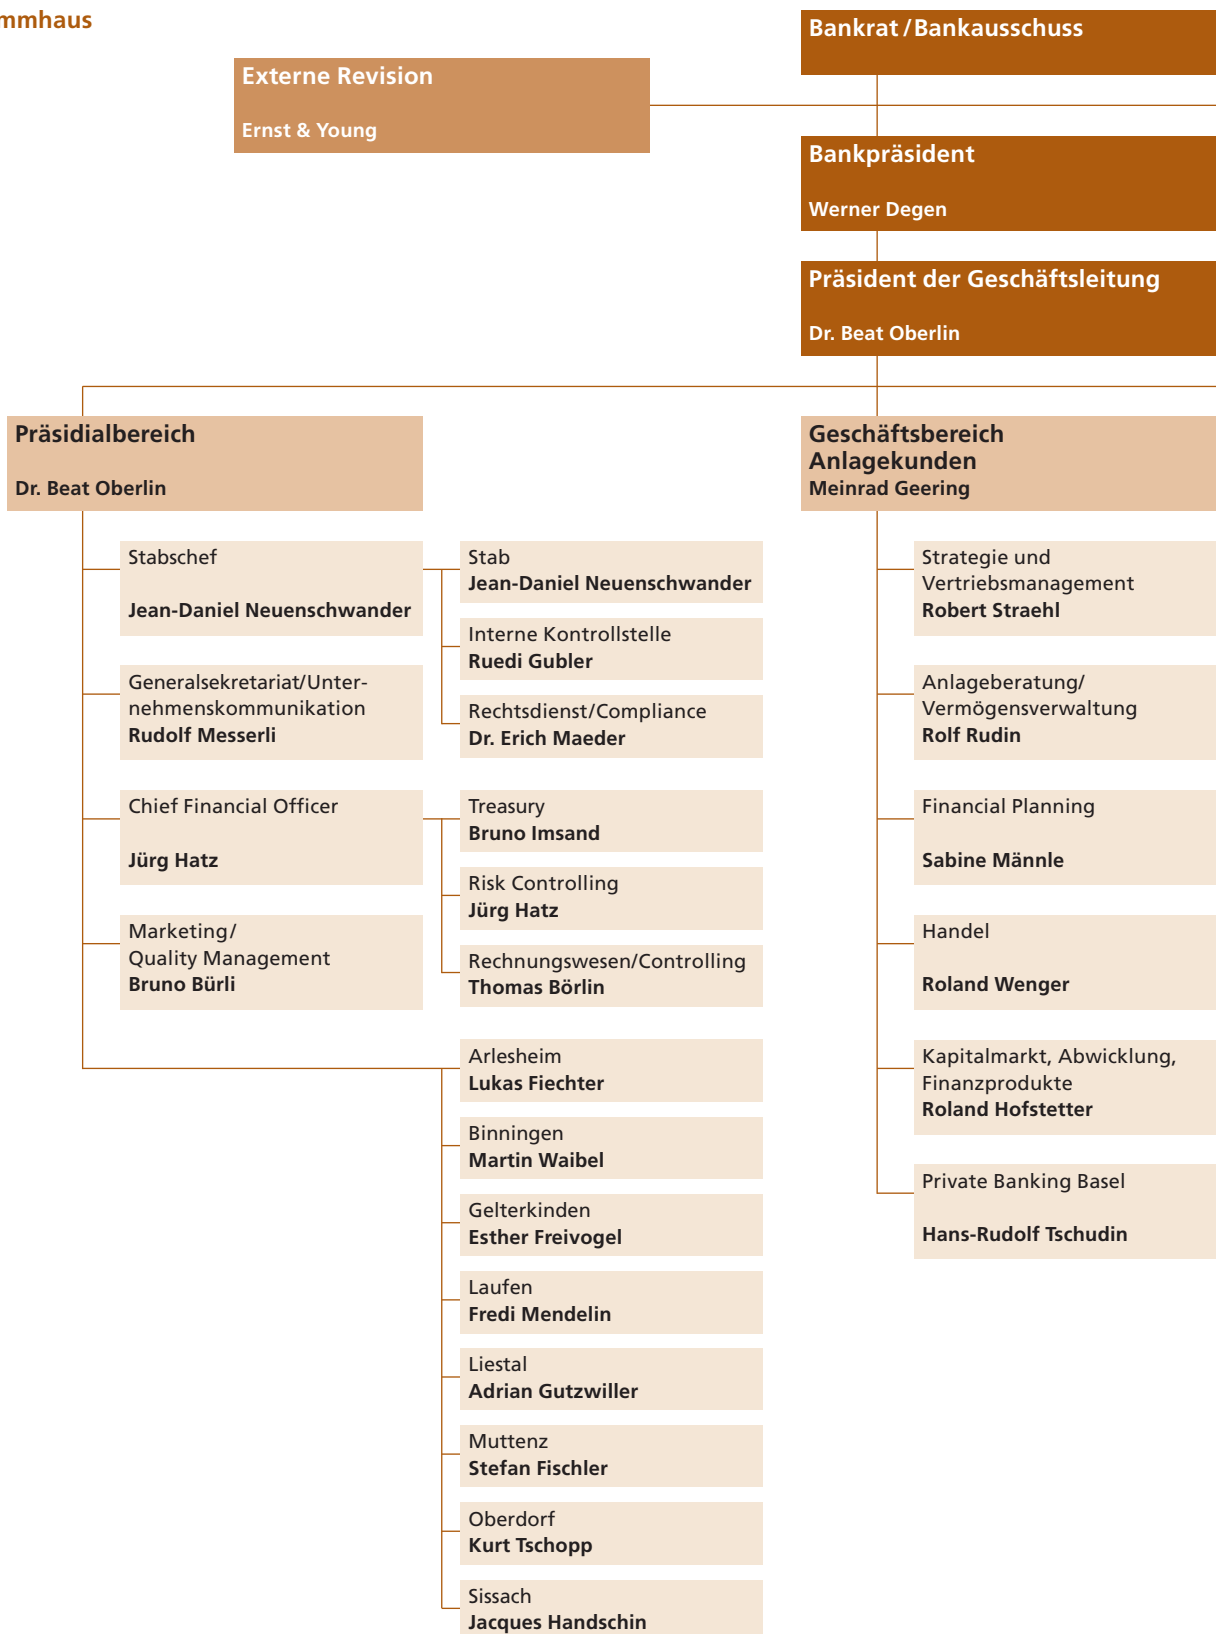 mmhaus
Bankrat / Bankausschuss
Externe Revision
Ernst & Young
Bankpräsident
Werner Degen
Präsident der Geschäftsleitung
Dr. Beat Oberlin
Präsidialbereich
Dr. Beat Oberlin
Geschäftsbereich
Anlagekunden
Meinrad Geering
Stabschef
Jean-Daniel Neuenschwander
Generalsekretariat/Unter-
nehmenskommunikation
Rudolf Messerli
Chief Financial Officer
Jürg Hatz
Marketing/
Quality Management
Bruno Bürli
Stab
Jean-Daniel Neuenschwander
Interne Kontrollstelle
Ruedi Gubler
Rechtsdienst/Compliance
Dr. Erich Maeder
Treasury
Bruno Imsand
Risk Controlling
Jürg Hatz
Rechnungswesen/Controlling
Thomas Börlin
Arlesheim
Lukas Fiechter
Binningen
Martin Waibel
Gelterkinden
Esther Freivogel
Laufen
Fredi Mendelin
Liestal
Adrian Gutzwiller
Muttenz
Stefan Fischler
Oberdorf
Kurt Tschopp
Sissach
Jacques Handschin
Strategie und
Vertriebsmanagement
Robert Straehl
Anlageberatung/
Vermögensverwaltung
Rolf Rudin
Financial Planning
Sabine Männle
Handel
Roland Wenger
Kapitalmarkt, Abwicklung,
Finanzprodukte
Roland Hofstetter
Private Banking Basel
Hans-Rudolf Tschudin